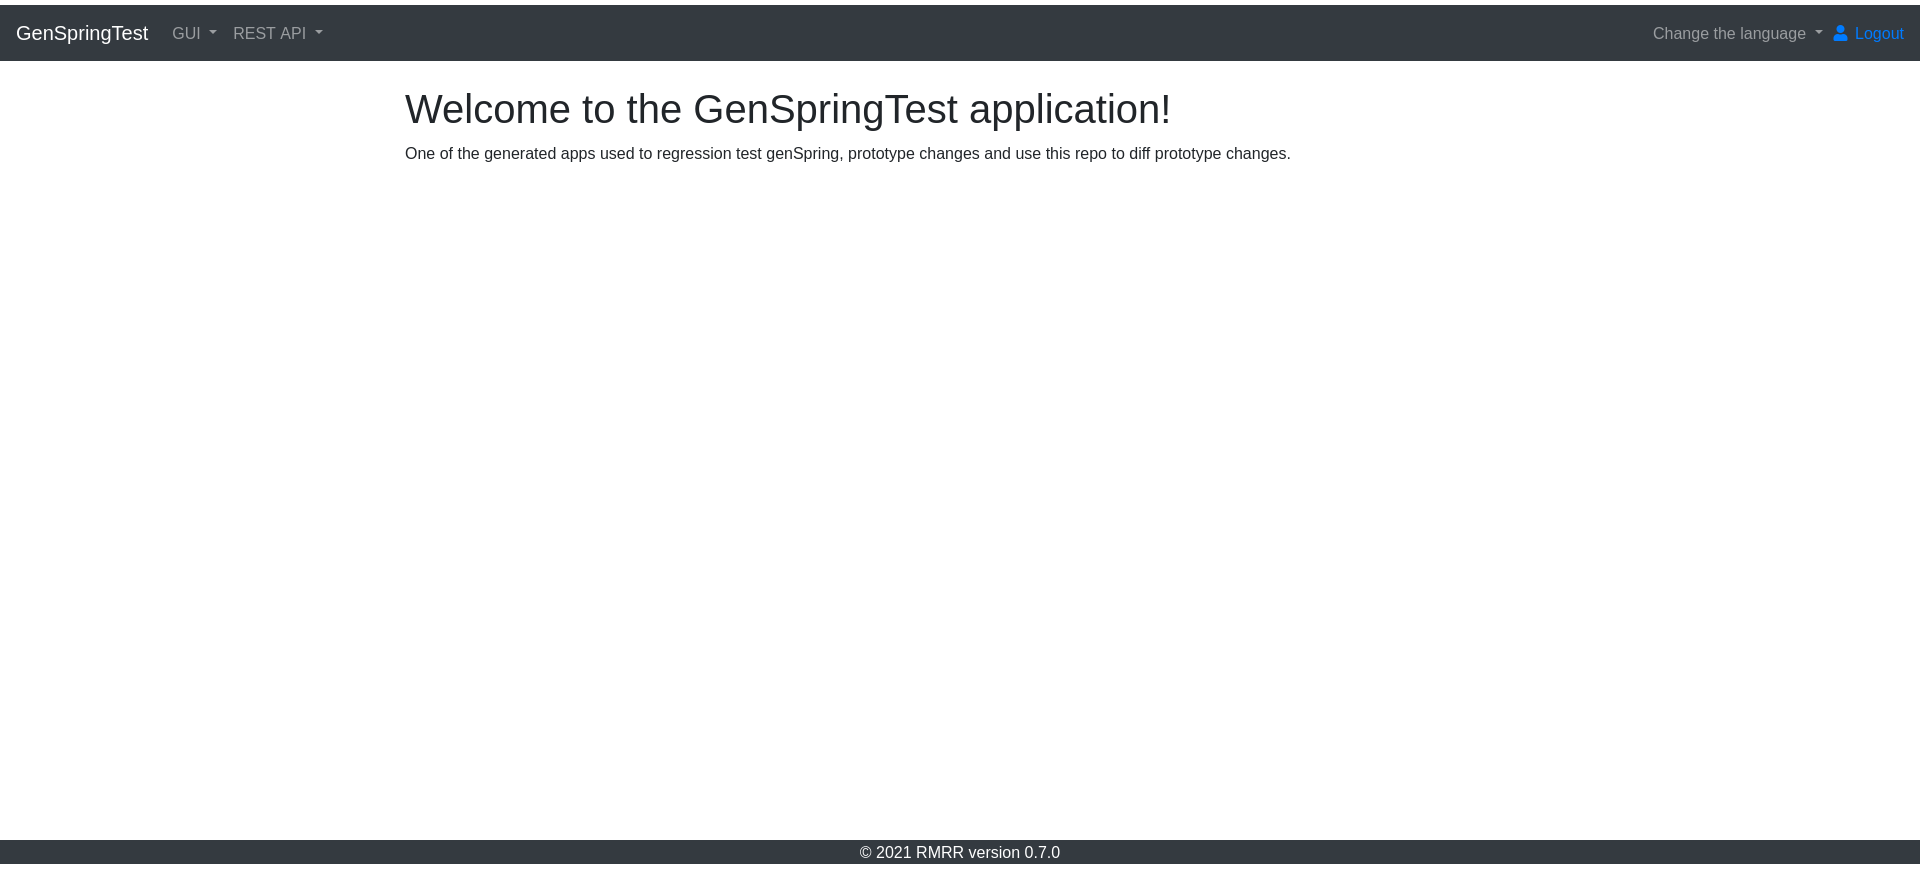 GenSpringTest GUI REST API Change the language Logout
Welcome to the GenSpringTest application!
One of the generated apps used to regression test genSpring, prototype changes and use this repo to diff prototype changes.
© 2021 RMRR version 0.7.0